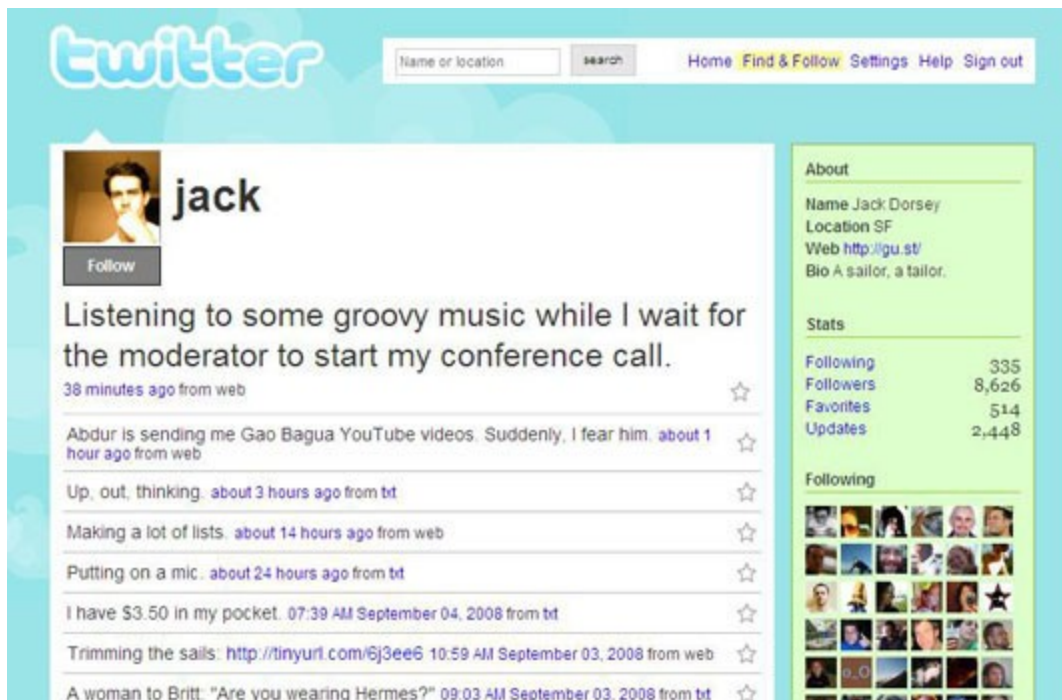 twitter
Name or location
search
Home Find & Follow Settings Help Sign out
jack
Follow
Listening to some groovy music while I wait for
the moderator to start my conference call.
38 minutes ago from web
Abdur is sending me Gao Bagua YouTube videos. Suddenly, I fear him. about 1
hour ago from web
Up, out, thinking. about 3 hours ago from txt
Making a lot of lists. about 14 hours ago from web
Putting on a mic. about 24 hours ago from txt
I have $3.50 in my pocket. 07:39 AM September 04, 2008 from txt
Trimming the sails: http://tinyurl.com/6j3ee6 10:59 AM September 03, 2008 from web
A woman to Britt: "Are you wearing Hermes?" 09:03 AM September 03, 2008 from txt
About
Name Jack Dorsey
Location SF
Web http://gu.st/
Bio A sailor, a tailor.
Stats
Following 335
Followers 8,626
Favorites 514
Updates 2,448
Following